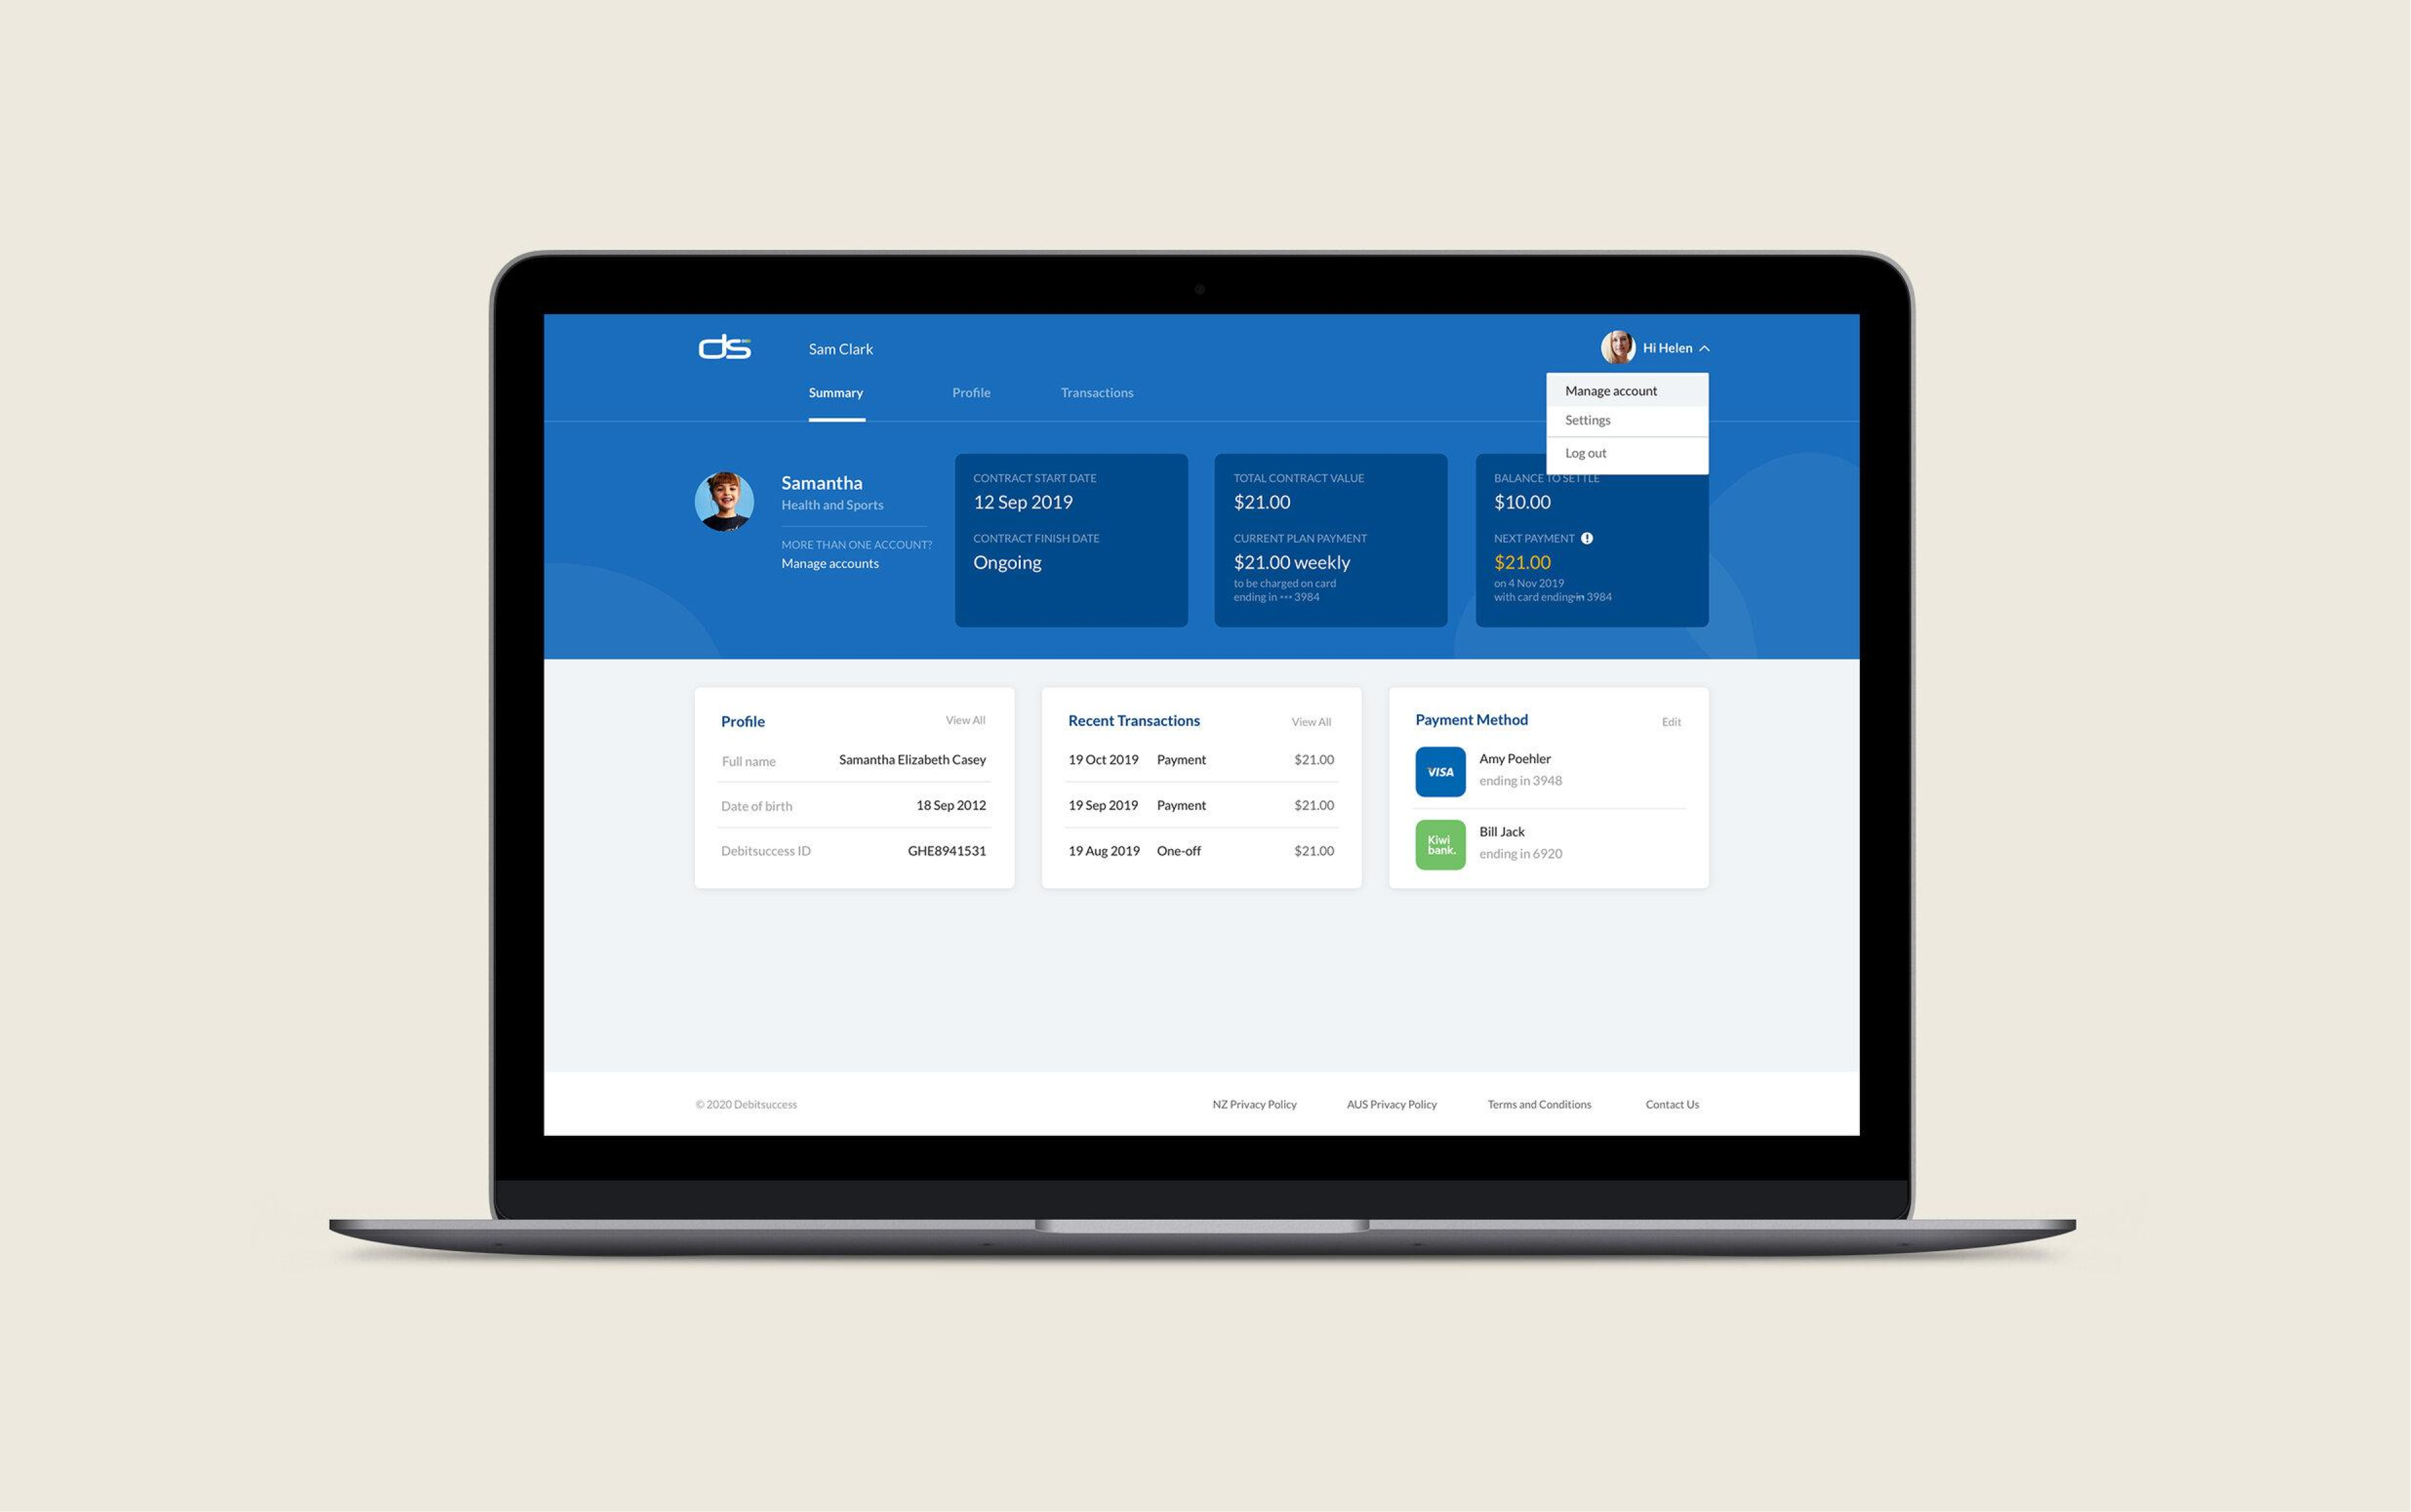 ds
Sam Clark
Hi Helen
Summary
Profile
Transactions
Manage account
Settings
Log out
Samantha
Health and Sports
MORE THAN ONE ACCOUNT?
Manage accounts
CONTRACT START DATE
12 Sep 2019
CONTRACT FINISH DATE
Ongoing
TOTAL CONTRACT VALUE
$21.00
CURRENT PLAN PAYMENT
$21.00 weekly
to be charged on card
ending in ••• 3984
BALANCE TO SETTLE
$10.00
NEXT PAYMENT !
$21.00
on 4 Nov 2019
with card ending in ••• 3984
Profile View All
Full name Samantha Elizabeth Casey
Date of birth 18 Sep 2012
Debitsuccess ID GHE8941531
Recent Transactions View All
19 Oct 2019 Payment $21.00
19 Sep 2019 Payment $21.00
19 Aug 2019 One-off $21.00
Payment Method Edit
VISA
Amy Poehler
ending in 3948
Kiwi
bank.
Bill Jack
ending in 6920
© 2020 Debitsuccess NZ Privacy Policy AUS Privacy Policy Terms and Conditions Contact Us